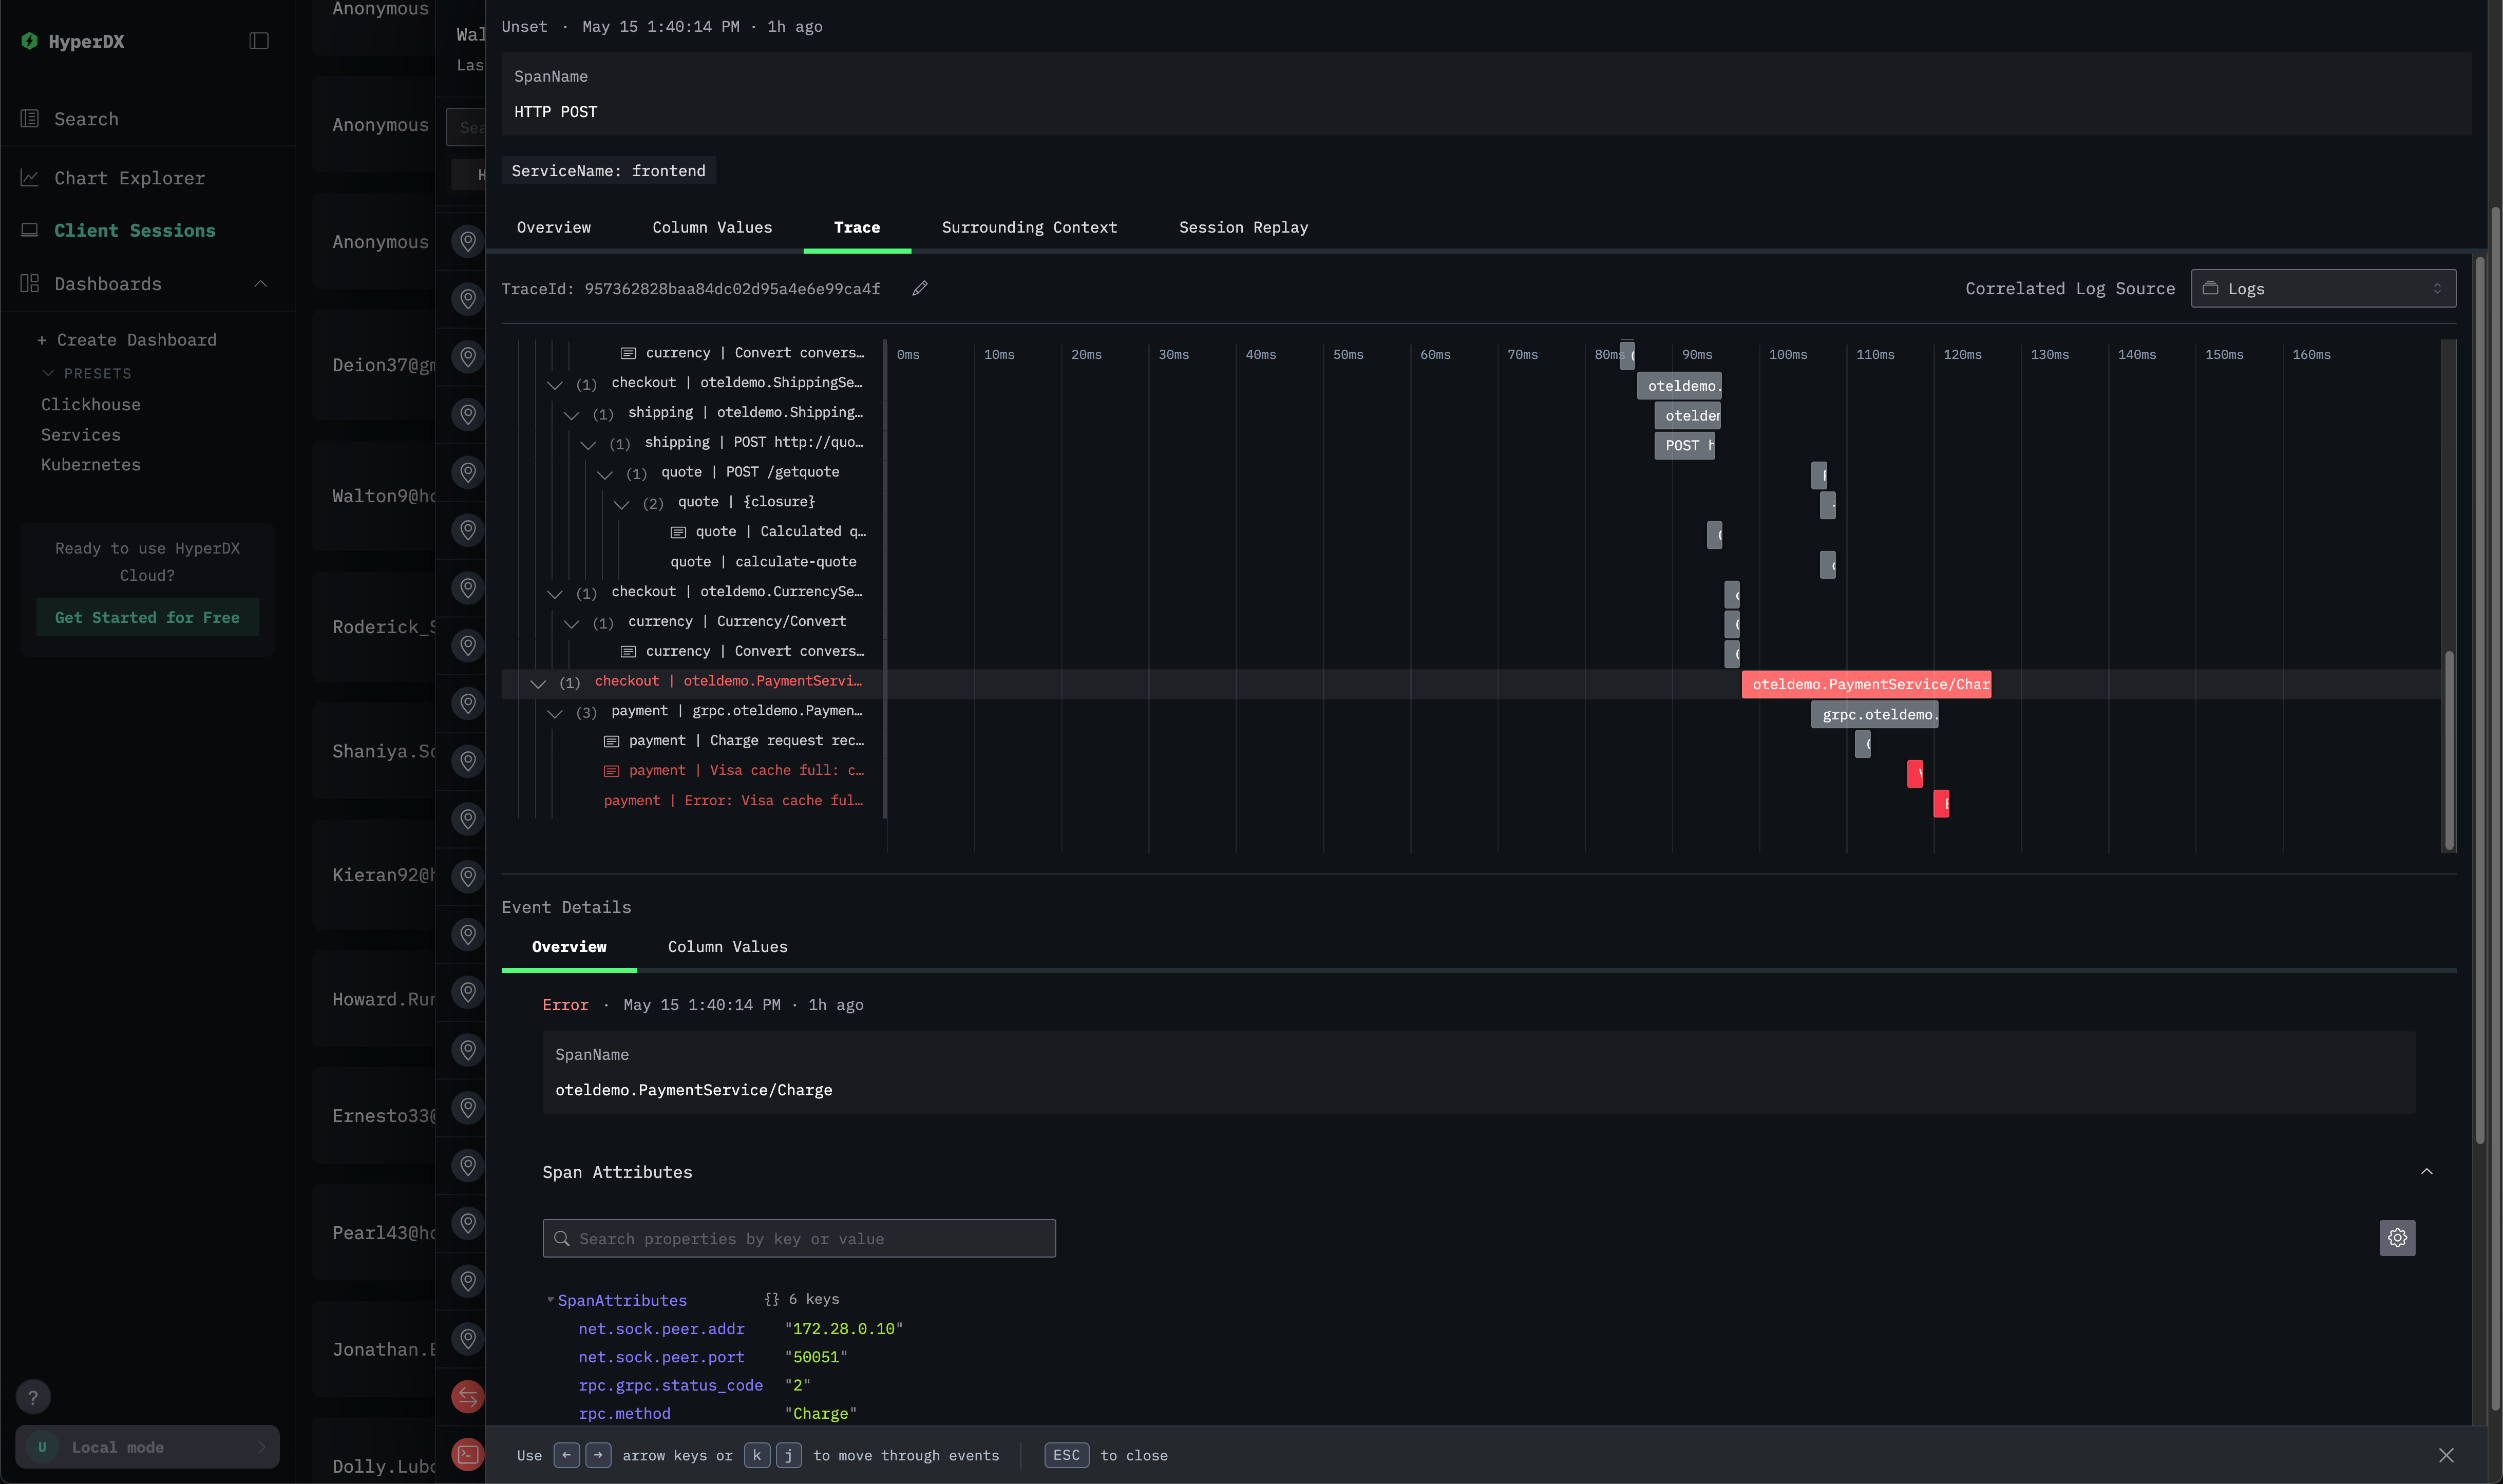 HyperDX
Search
Chart Explorer
Client Sessions
Dashboards
+ Create Dashboard
PRESETS
Clickhouse
Services
Kubernetes
Ready to use HyperDX
Cloud?
Get Started for Free
?
U Local mode
Anonymous
Anonymous
Anonymous
Deion37@gm
Walton9@ho
Roderick_S
Shaniya.Sc
Kieran92@h
Howard.Run
Ernesto33@
Pearl43@ho
Jonathan.E
Dolly.Lubo
Wal
Las
Sea
H
Unset · May 15 1:40:14 PM · 1h ago
SpanName
HTTP POST
ServiceName: frontend
Overview Column Values Trace Surrounding Context Session Replay
TraceId: 957362828baa84dc02d95a4e6e99ca4f
Correlated Log Source Logs
0ms 10ms 20ms 30ms 40ms 50ms 60ms 70ms 80ms 90ms 100ms 110ms 120ms 130ms 140ms 150ms 160ms
currency | Convert convers…
(1) checkout | oteldemo.ShippingSe… oteldemo.
(1) shipping | oteldemo.Shipping… oteldem
(1) shipping | POST http://quo… POST h
(1) quote | POST /getquote
(2) quote | {closure}
quote | Calculated q…
quote | calculate-quote
(1) checkout | oteldemo.CurrencySe…
(1) currency | Currency/Convert
currency | Convert convers…
(1) checkout | oteldemo.PaymentServi… oteldemo.PaymentService/Char
(3) payment | grpc.oteldemo.Paymen… grpc.oteldemo.
payment | Charge request rec…
payment | Visa cache full: c…
payment | Error: Visa cache ful…
Event Details
Overview Column Values
Error · May 15 1:40:14 PM · 1h ago
SpanName
oteldemo.PaymentService/Charge
Span Attributes
Search properties by key or value
SpanAttributes {} 6 keys
net.sock.peer.addr "172.28.0.10"
net.sock.peer.port "50051"
rpc.grpc.status_code "2"
rpc.method "Charge"
Use ← → arrow keys or k j to move through events ESC to close